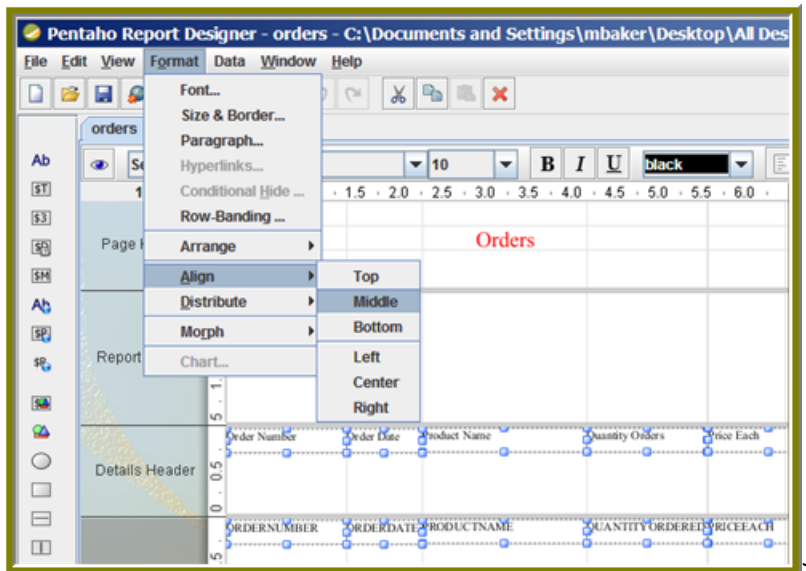 Pentaho Report Designer - orders - C:\Documents and Settings\mbaker\Desktop\All Des
File Edit View Format Data Window Help
orders
Ab Se 10 B I U black
1 1.5 2.0 2.5 3.0 3.5 4.0 4.5 5.0 5.5 6.0
Font...
Size & Border...
Paragraph...
Hyperlinks...
Conditional Hide ...
Row-Banding ...
Arrange
Align
Distribute
Morph
Chart...
Top
Middle
Bottom
Left
Center
Right
Page H
Orders
Report
Order Number Order Date Product Name Quantity Orders Price Each
Details Header
ORDERNUMBER ORDERDATE PRODUCTNAME QUANTITYORDERED PRICEEACH